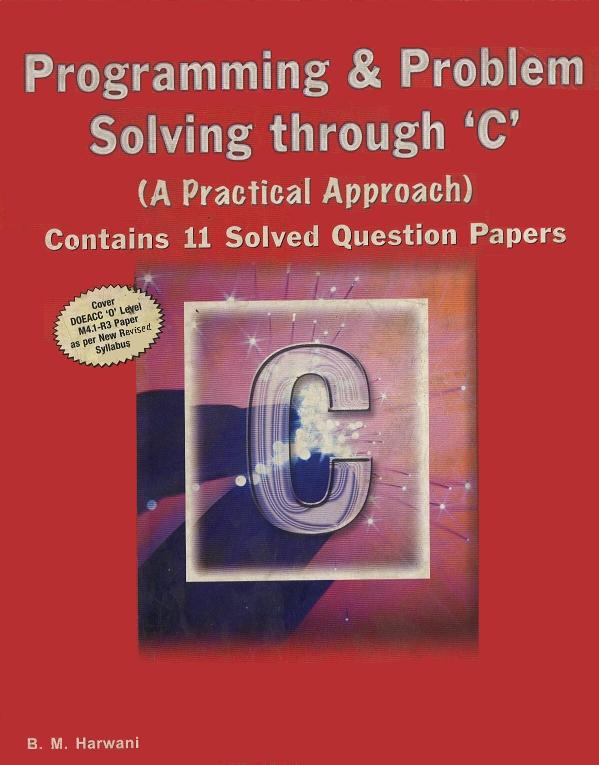 Programming & Problem
Solving through ‘C’
(A Practical Approach)
Contains 11 Solved Question Papers
Cover
DOEACC ‘O’ Level
M4.1-R3 Paper
as per New Revised
Syllabus
C
B. M. Harwani